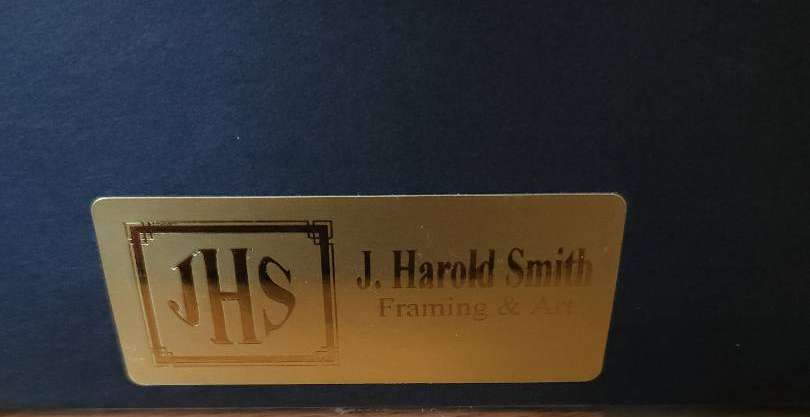 JHS
J. Harold Smith
Framing & Art